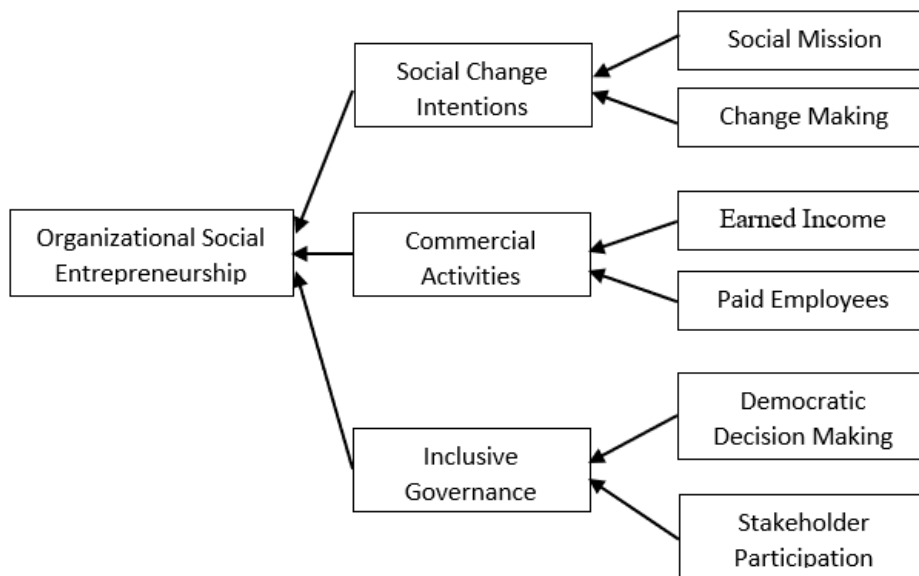 Social Mission
Social Change
Intentions
Change Making
Earned Income
Organizational Social
Entrepreneurship
Commercial
Activities
Paid Employees
Democratic
Decision Making
Inclusive
Governance
Stakeholder
Participation